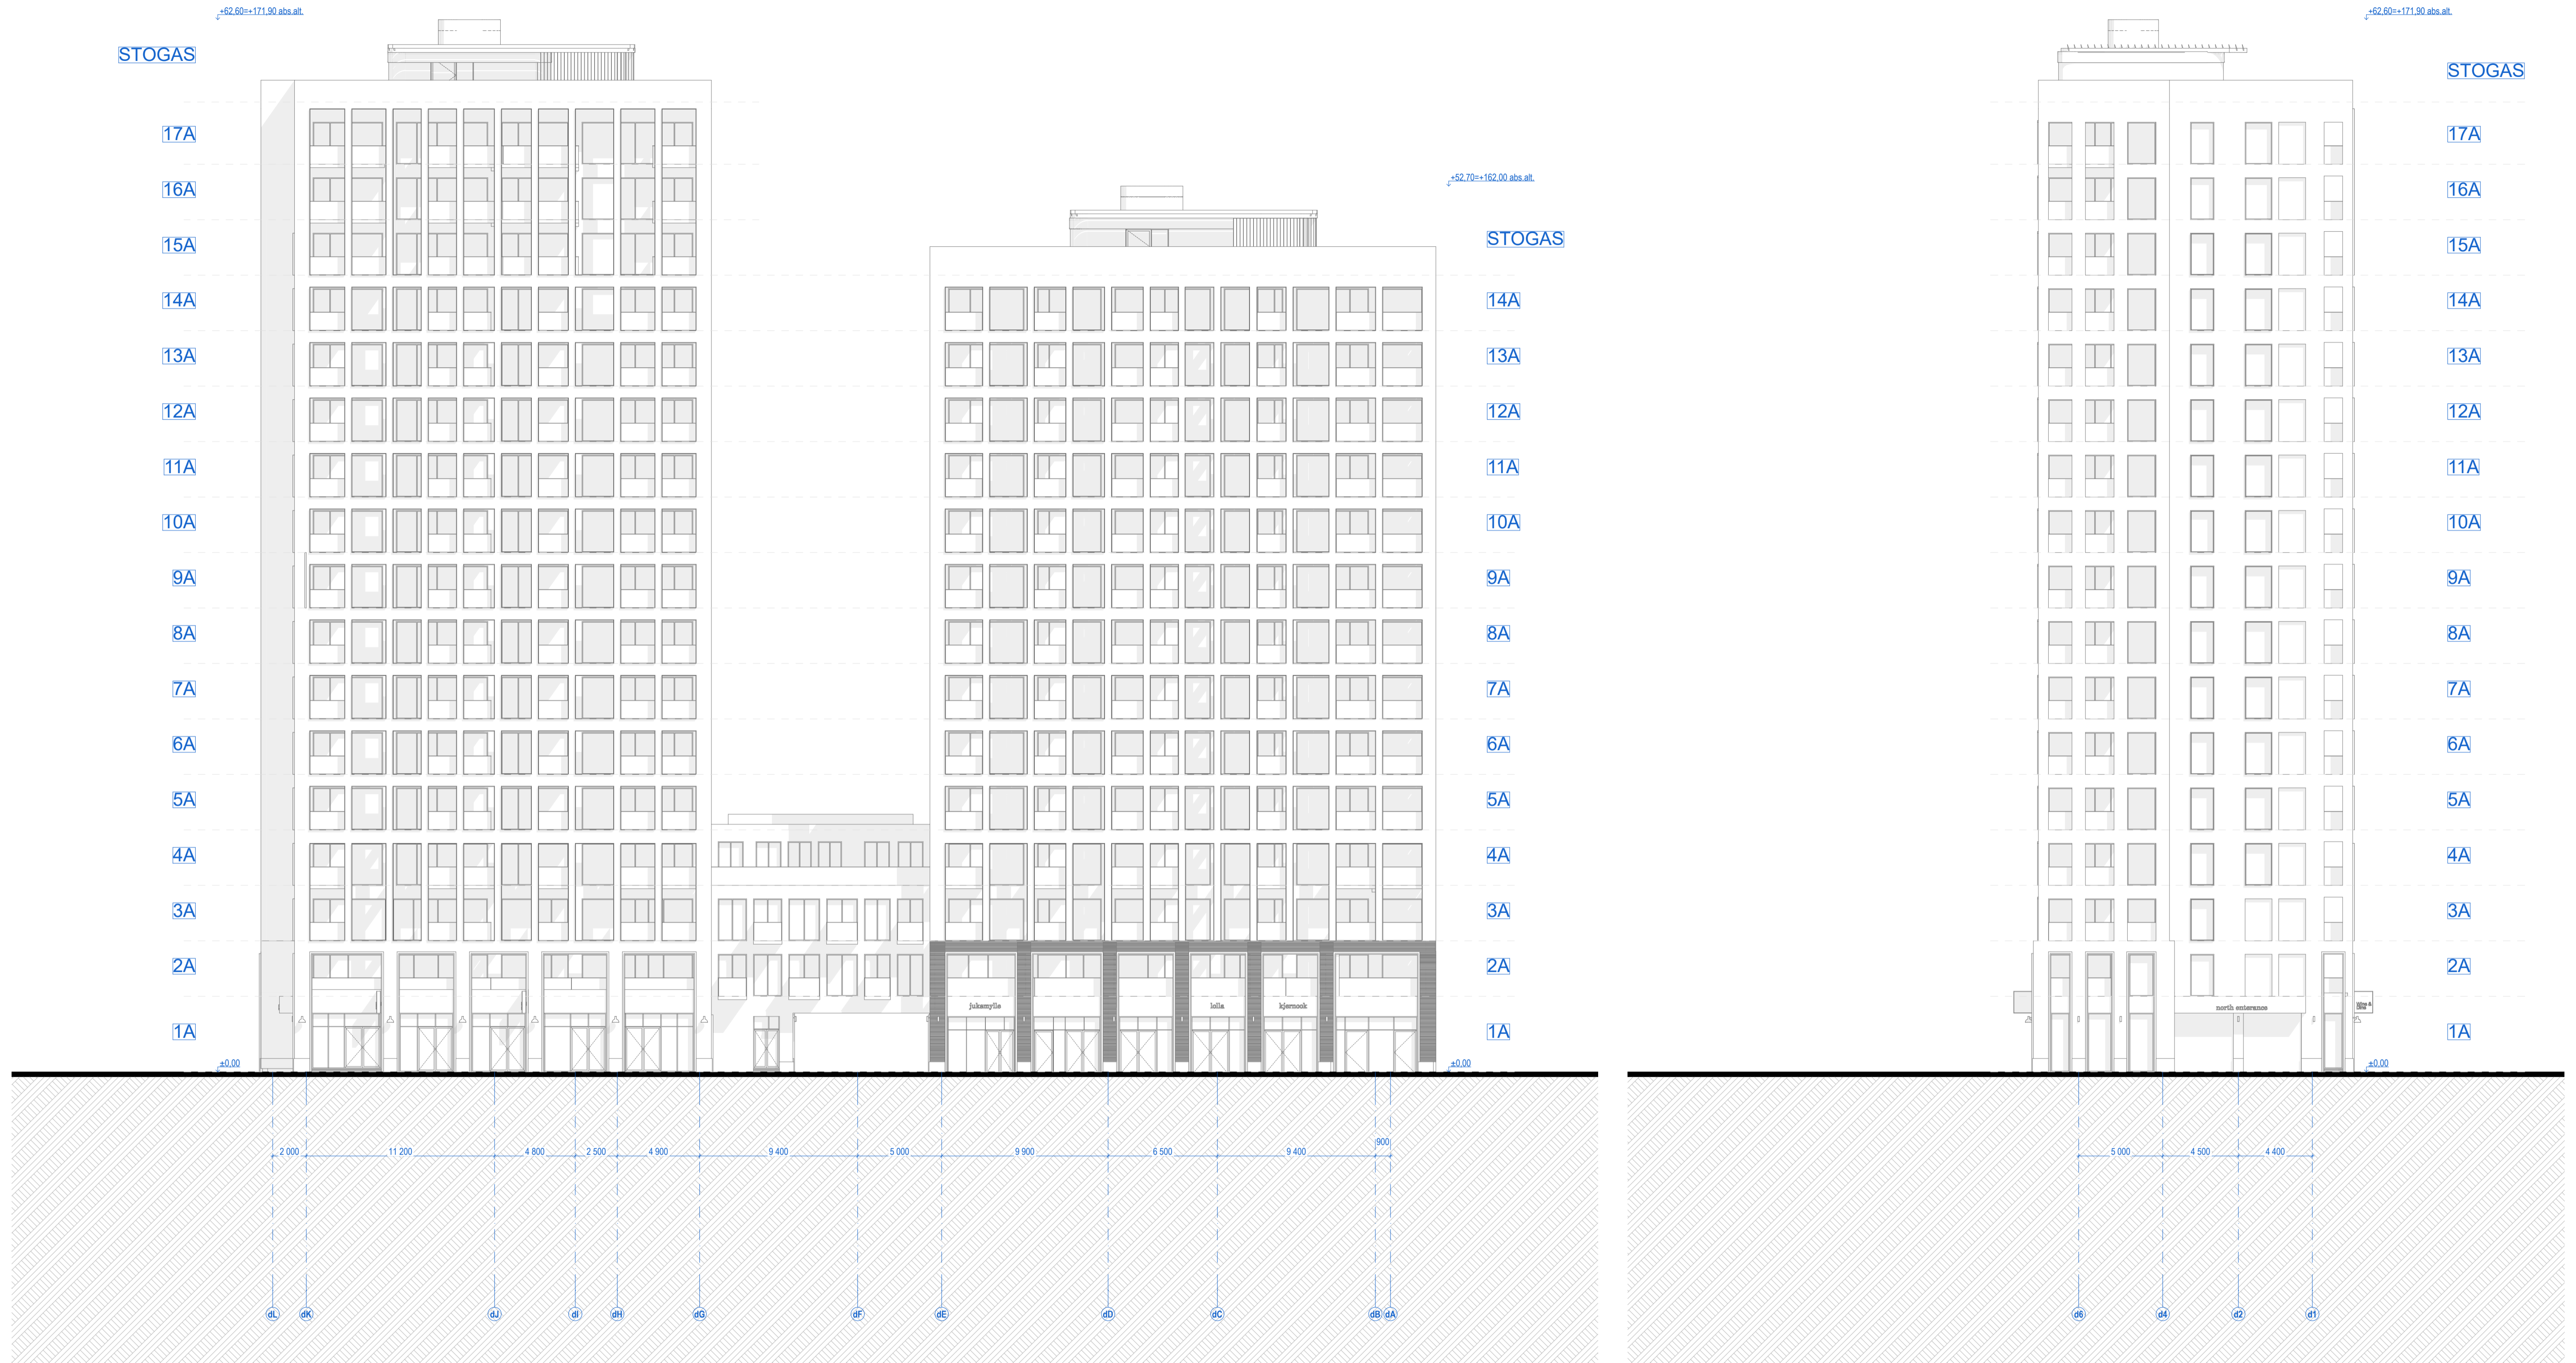 +62,60=+171,90 abs.alt.
+62,60=+171,90 abs.alt.
STOGAS
STOGAS
17A
17A
+52,70=+162,00 abs.alt.
16A
16A
STOGAS
15A
15A
14A
14A
14A
13A
13A
13A
12A
12A
12A
11A
11A
11A
10A
10A
10A
9A
9A
9A
8A
8A
8A
7A
7A
7A
6A
6A
6A
5A
5A
5A
4A
4A
4A
3A
3A
3A
2A
2A
2A
jukamylle
lolla
kjernook
north enterance
Wine &
1A
1A
1A
±0,00
±0,00
±0,00
2 000
11 200
4 800
2 500
4 900
9 400
5 000
9 900
6 500
9 400
900
5 000
4 500
4 400
dL
dK
dJ
dI
dH
dG
dF
dE
dD
dC
dB
dA
d6
d4
d2
d1